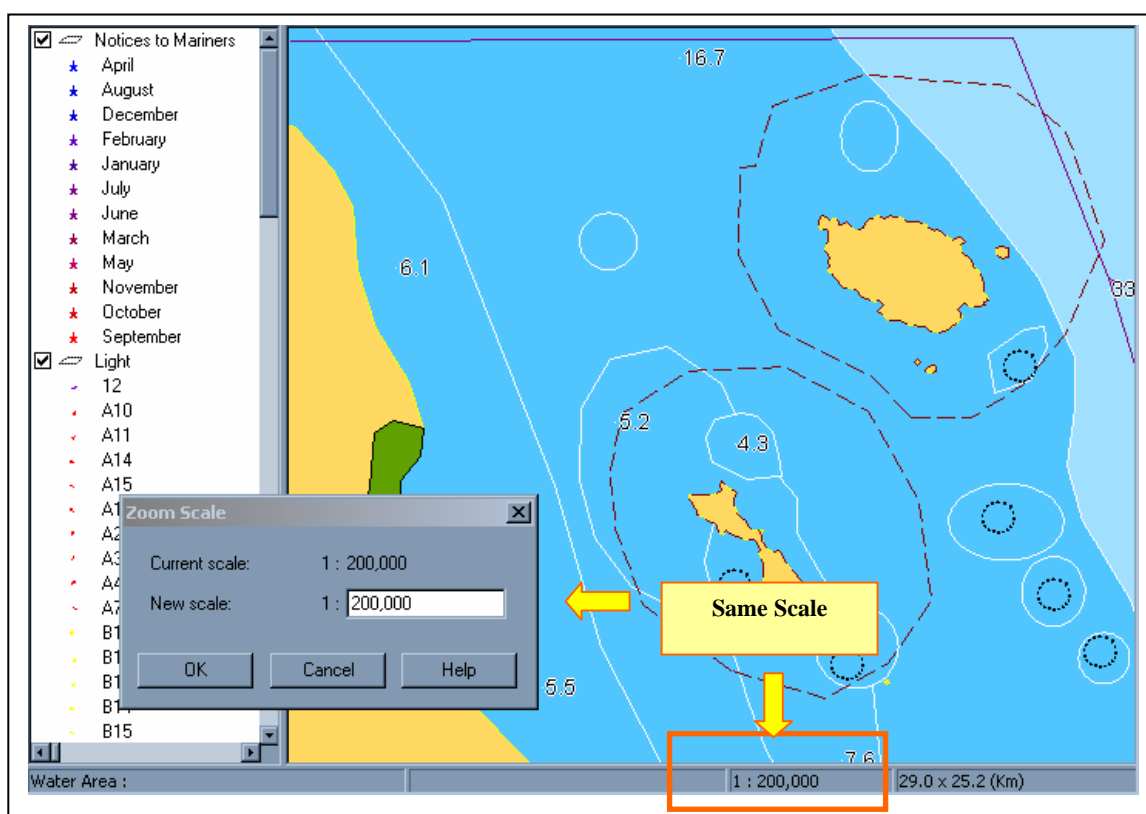 Notices to Mariners
April
August
December
February
January
July
June
March
May
November
October
September
Light
12
A10
A11
A14
A15
B15
16.7
6.1
33
5.2
4.3
5.5
7.6
Zoom Scale
Current scale: 1 : 200,000
New scale: 1 : 200,000
OK Cancel Help
Same Scale
Water Area : 1 : 200,000 29.0 x 25.2 (Km)